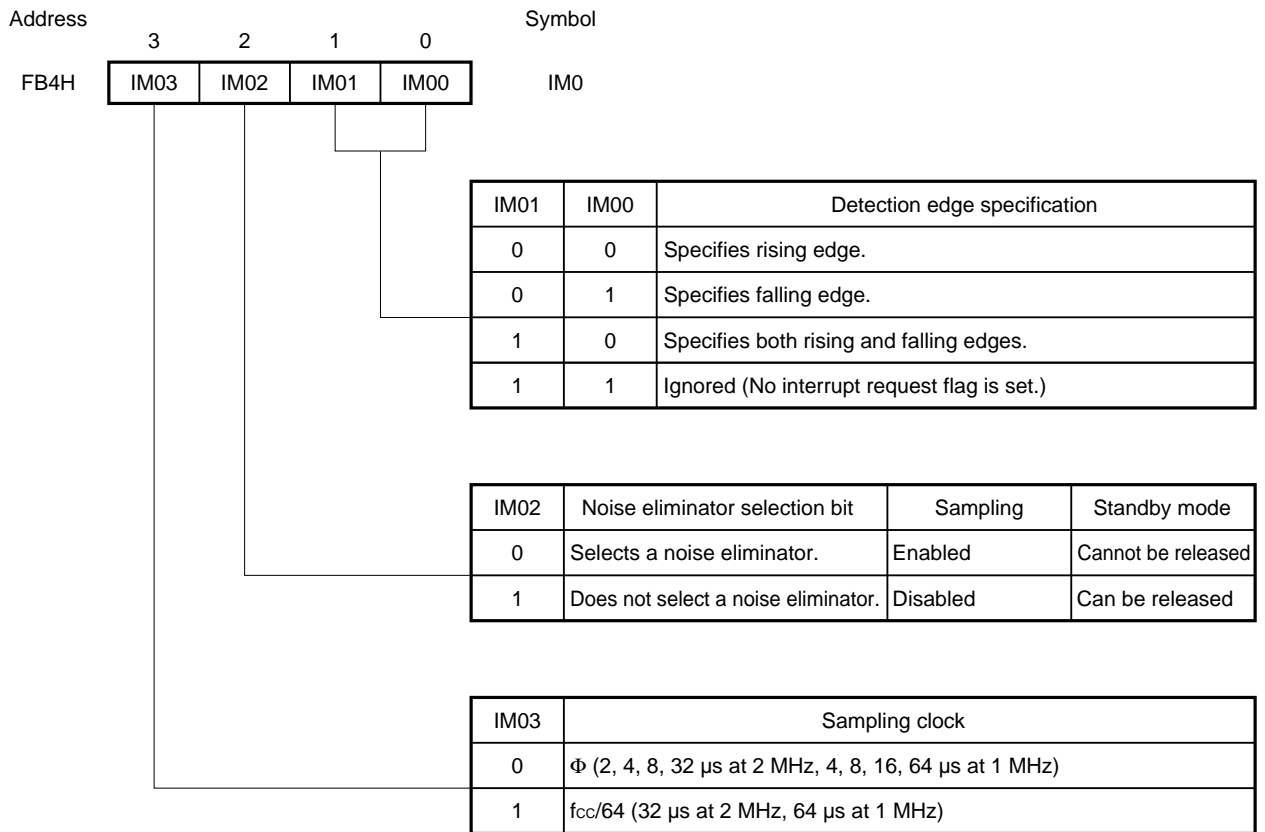 Address Symbol
3 2 1 0
FB4H IM03 IM02 IM01 IM00 IM0
IM01 IM00 Detection edge specification
0 0 Specifies rising edge.
0 1 Specifies falling edge.
1 0 Specifies both rising and falling edges.
1 1 Ignored (No interrupt request flag is set.)
IM02 Noise eliminator selection bit Sampling Standby mode
0 Selects a noise eliminator. Enabled Cannot be released
1 Does not select a noise eliminator. Disabled Can be released
IM03 Sampling clock
0 Φ (2, 4, 8, 32 µs at 2 MHz, 4, 8, 16, 64 µs at 1 MHz)
1 fcc/64 (32 µs at 2 MHz, 64 µs at 1 MHz)